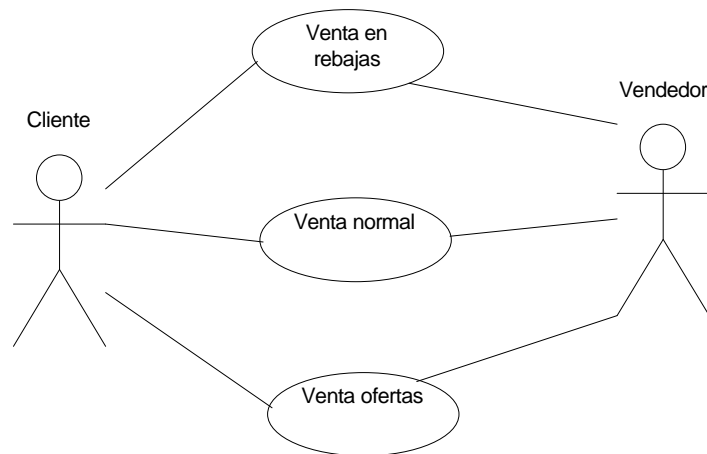 Venta en
rebajas
Vendedor
Cliente
Venta normal
Venta ofertas